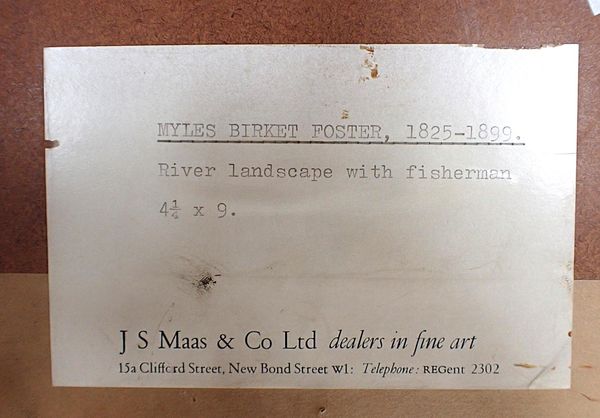 MYLES BIRKET FOSTER, 1825-1899.
River landscape with fisherman
4¼ x 9.
J S Maas & Co Ltd dealers in fine art
15a Clifford Street, New Bond Street W1: Telephone: REGent 2302